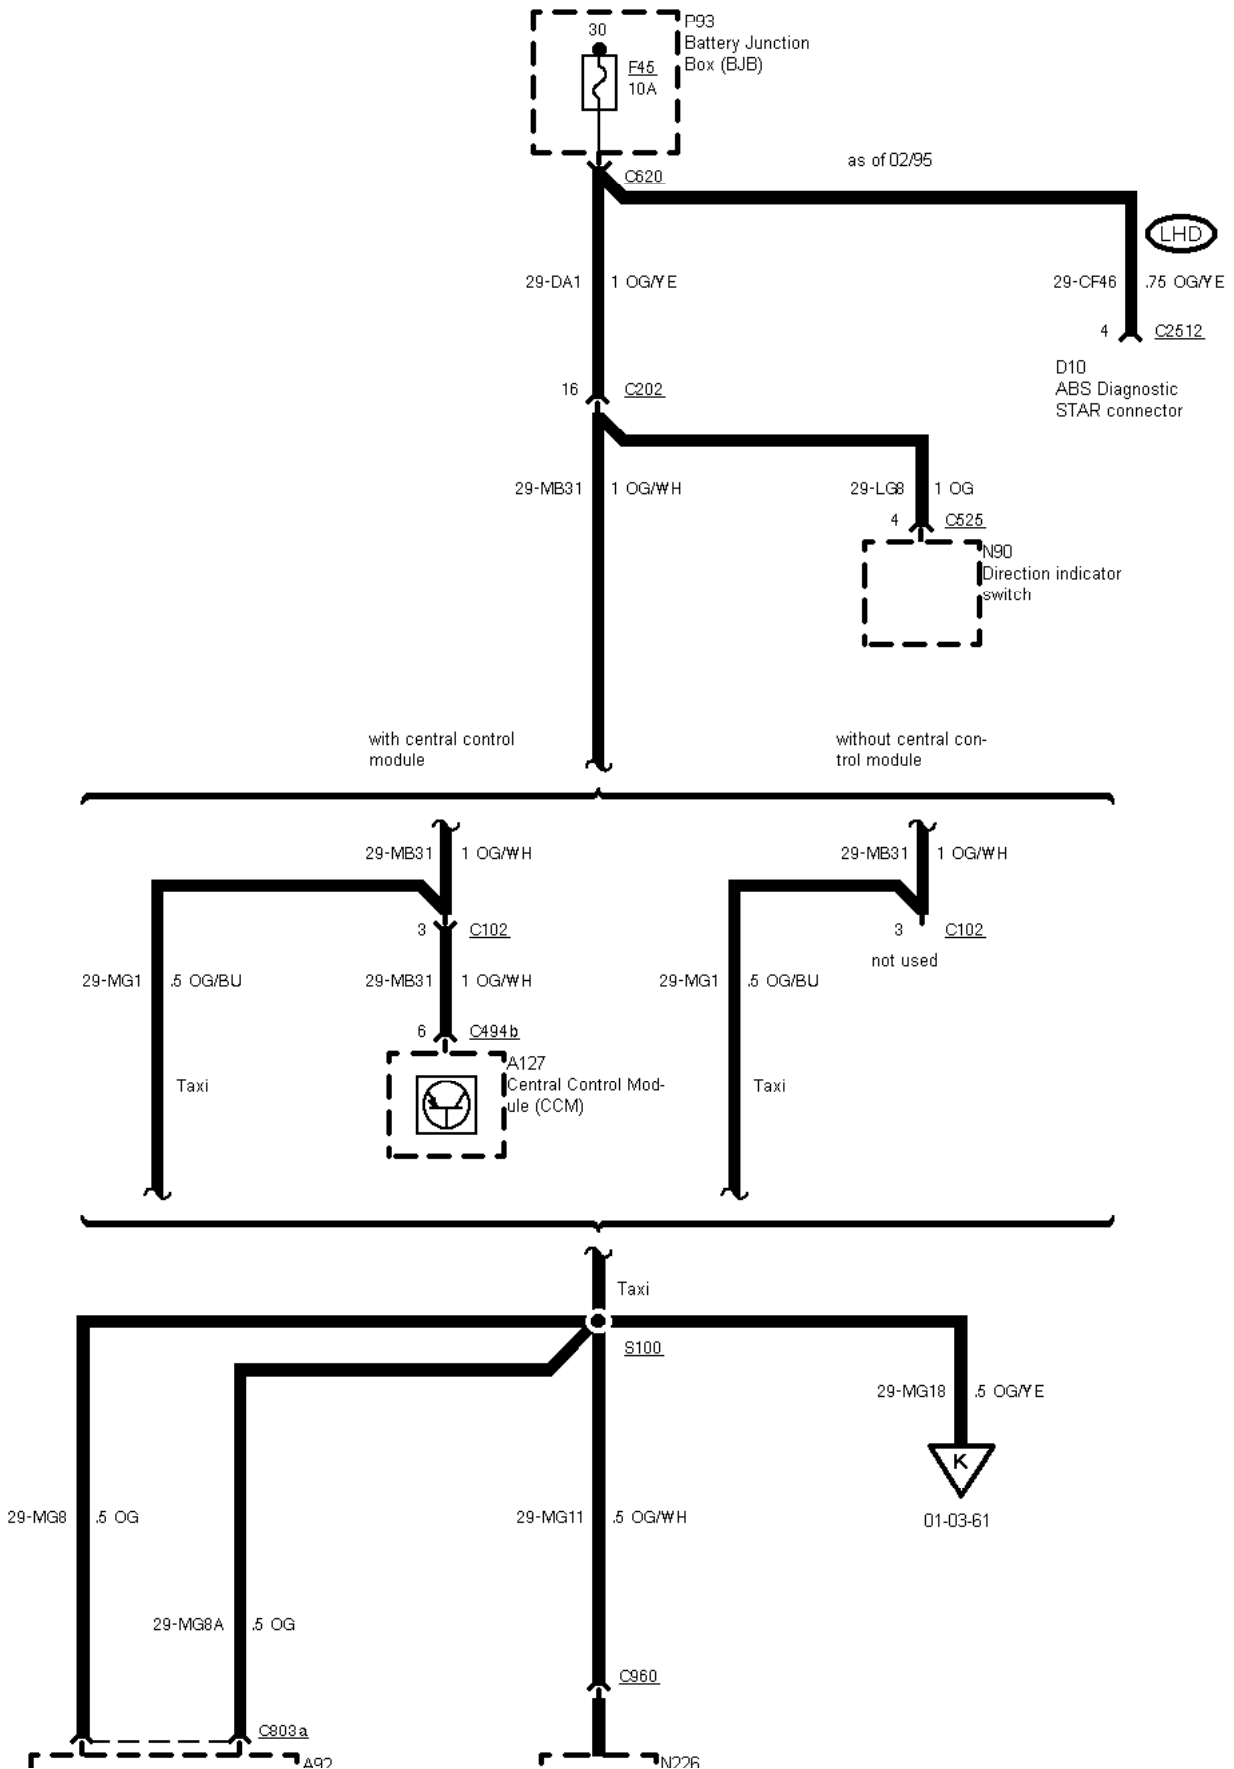 P93
30
Battery Junction
Box (BJB)
F45
10A
as of 02/95
C620
LHD
29-DA1
1 OG/YE
29-CF46
.75 OG/YE
4
C2512
D10
ABS Diagnostic
STAR connector
16
C202
29-MB31
1 OG/WH
29-LG8
1 OG
4
C525
N90
Direction indicator
switch
with central control
module
without central con-
trol module
29-MB31
1 OG/WH
29-MB31
1 OG/WH
3
C102
3
C102
not used
29-MG1
.5 OG/BU
29-MB31
1 OG/WH
29-MG1
.5 OG/BU
6
C494b
A127
Central Control Mod-
ule (CCM)
Taxi
Taxi
Taxi
S100
29-MG18
.5 OG/YE
K
01-03-61
29-MG8
.5 OG
29-MG11
.5 OG/WH
29-MG8A
.5 OG
C960
C803a
A92
N226